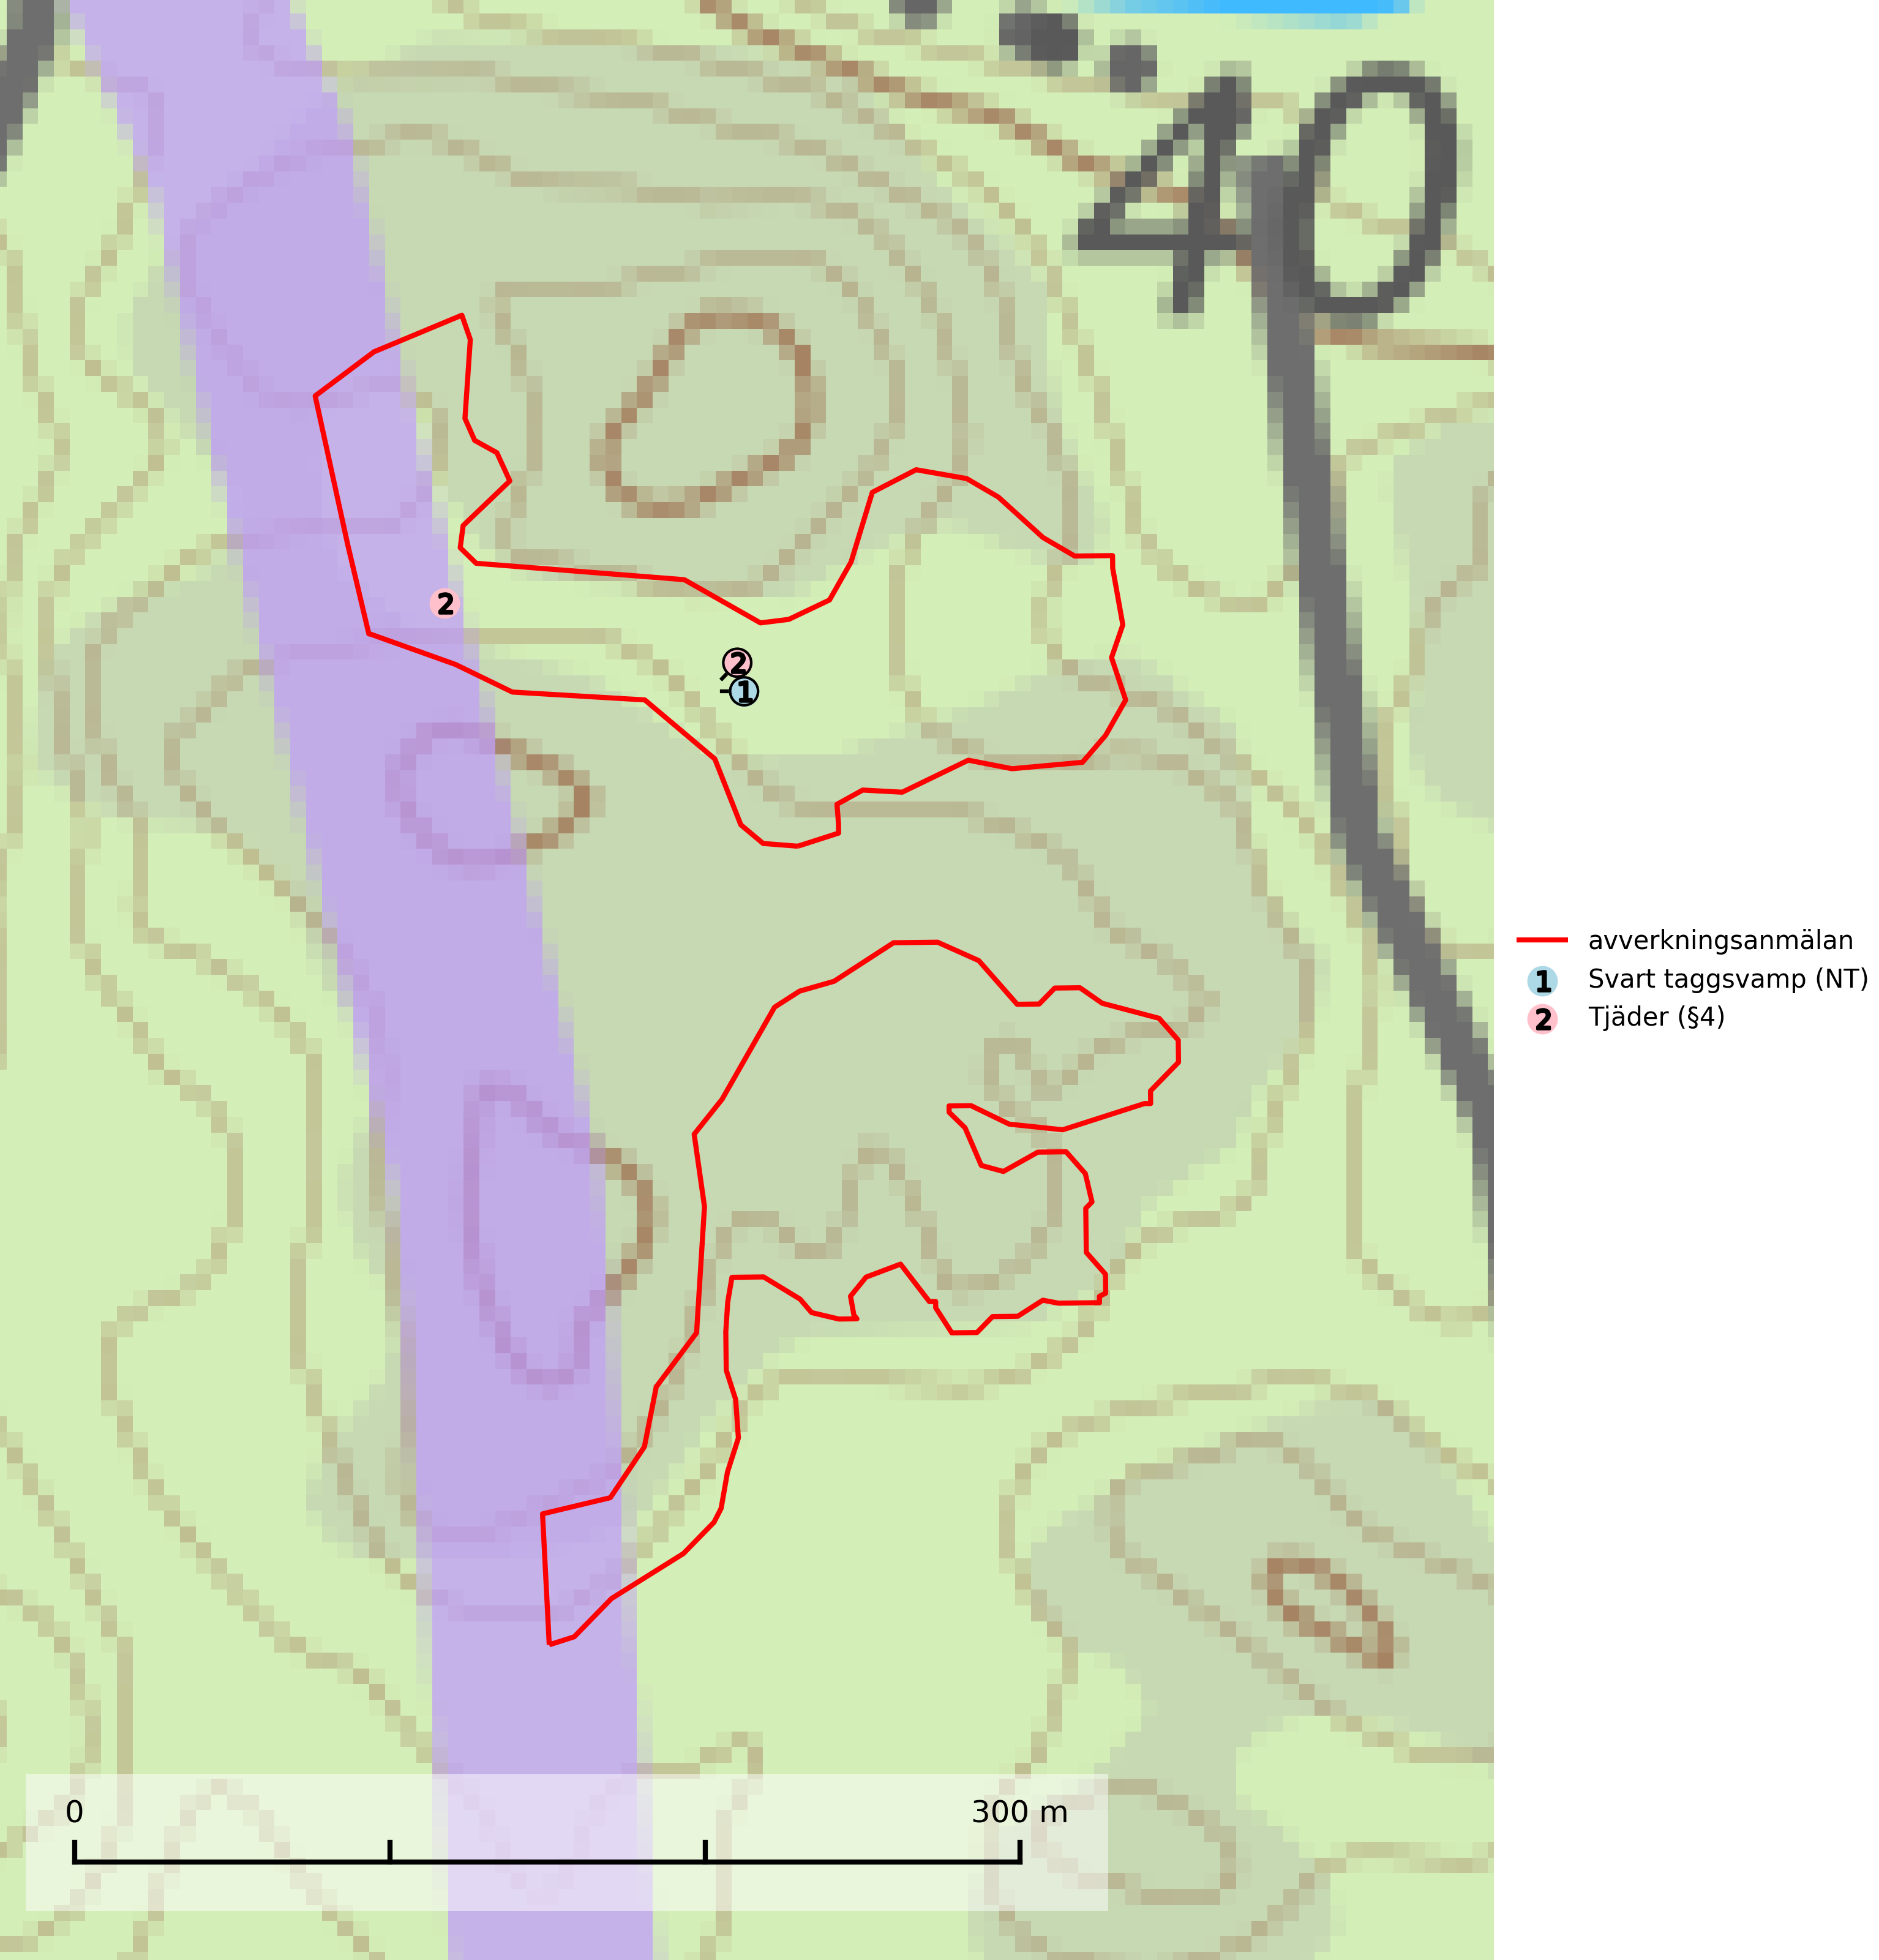 40
2
2
1
avverkningsanmälan
1 Svart taggsvamp (NT)
2 Tjäder (§4)
0 300 m